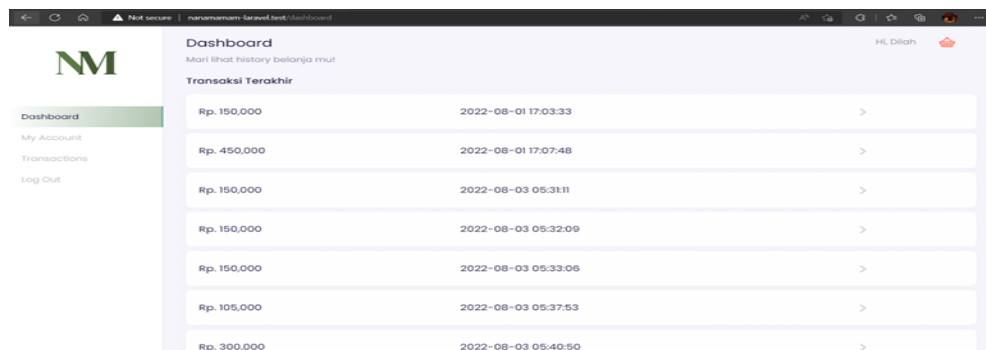 Not secure | nanamamam-laravel.test/dashboard
NM
Dashboard
Hi, Dilah
Mari lihat history belanja mu!
Transaksi Terakhir
Dashboard
My Account
Transactions
Log Out
Rp. 150,000 2022-08-01 17:03:33 >
Rp. 450,000 2022-08-01 17:07:48 >
Rp. 150,000 2022-08-03 05:31:11 >
Rp. 150,000 2022-08-03 05:32:09 >
Rp. 150,000 2022-08-03 05:33:06 >
Rp. 105,000 2022-08-03 05:37:53 >
Rp. 300,000 2022-08-03 05:40:50 >